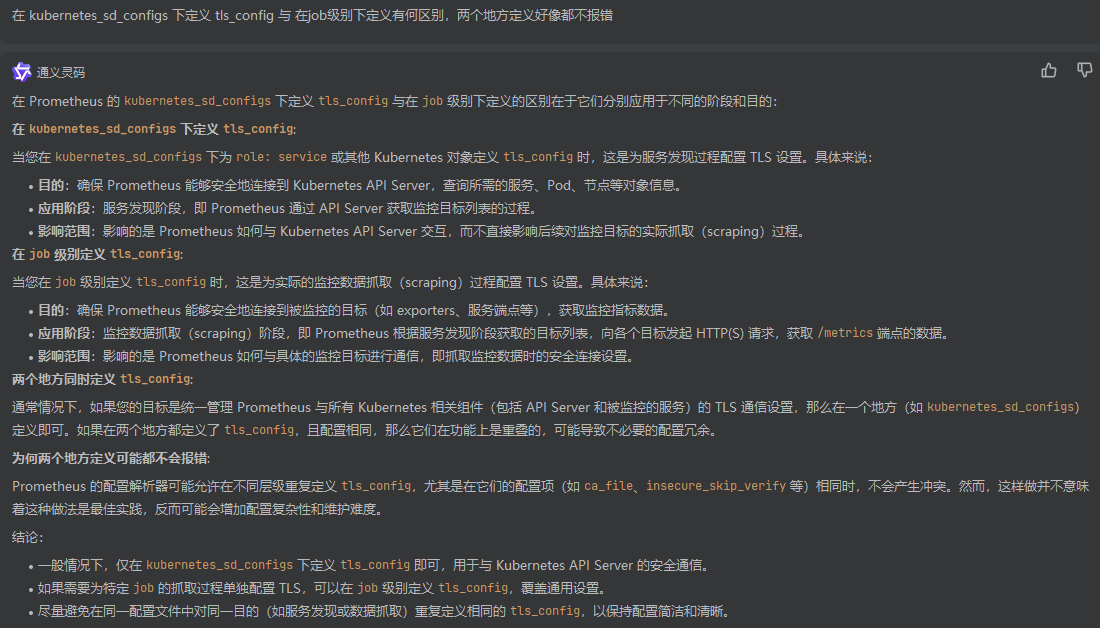 在 kubernetes_sd_configs 下定义 tls_config 与 在job级别下定义有何区别，两个地方定义好像都不报错
通义灵码
在 Prometheus 的 kubernetes_sd_configs 下定义 tls_config 与在 job 级别下定义的区别在于它们分别应用于不同的阶段和目的：
在 kubernetes_sd_configs 下定义 tls_config:
当您在 kubernetes_sd_configs 下为 role: service 或其他 Kubernetes 对象定义 tls_config 时，这是为服务发现过程配置 TLS 设置。具体来说：
• 目的：确保 Prometheus 能够安全地连接到 Kubernetes API Server，查询所需的服务、Pod、节点等对象信息。
• 应用阶段：服务发现阶段，即 Prometheus 通过 API Server 获取监控目标列表的过程。
• 影响范围：影响的是 Prometheus 如何与 Kubernetes API Server 交互，而不直接影响后续对监控目标的实际抓取（scraping）过程。
在 job 级别定义 tls_config:
当您在 job 级别定义 tls_config 时，这是为实际的监控数据抓取（scraping）过程配置 TLS 设置。具体来说：
• 目的：确保 Prometheus 能够安全地连接到被监控的目标（如 exporters、服务端点等），获取监控指标数据。
• 应用阶段：监控数据抓取（scraping）阶段，即 Prometheus 根据服务发现阶段获取的目标列表，向各个目标发起 HTTP(S) 请求，获取 /metrics 端点的数据。
• 影响范围：影响的是 Prometheus 如何与具体的监控目标进行通信，即抓取监控数据时的安全连接设置。
两个地方同时定义 tls_config:
通常情况下，如果您的目标是统一管理 Prometheus 与所有 Kubernetes 相关组件（包括 API Server 和被监控的服务）的 TLS 通信设置，那么在一个地方（如 kubernetes_sd_configs）
定义即可。如果在两个地方都定义了 tls_config，且配置相同，那么它们在功能上是重叠的，可能导致不必要的配置冗余。
为何两个地方定义可能都不会报错:
Prometheus 的配置解析器可能允许在不同层级重复定义 tls_config，尤其是在它们的配置项（如 ca_file、insecure_skip_verify 等）相同时，不会产生冲突。然而，这样做并不意味
着这种做法是最佳实践，反而可能会增加配置复杂性和维护难度。
结论：
• 一般情况下，仅在 kubernetes_sd_configs 下定义 tls_config 即可，用于与 Kubernetes API Server 的安全通信。
• 如果需要为特定 job 的抓取过程单独配置 TLS，可以在 job 级别定义 tls_config，覆盖通用设置。
• 尽量避免在同一配置文件中对同一目的（如服务发现或数据抓取）重复定义相同的 tls_config，以保持配置简洁和清晰。